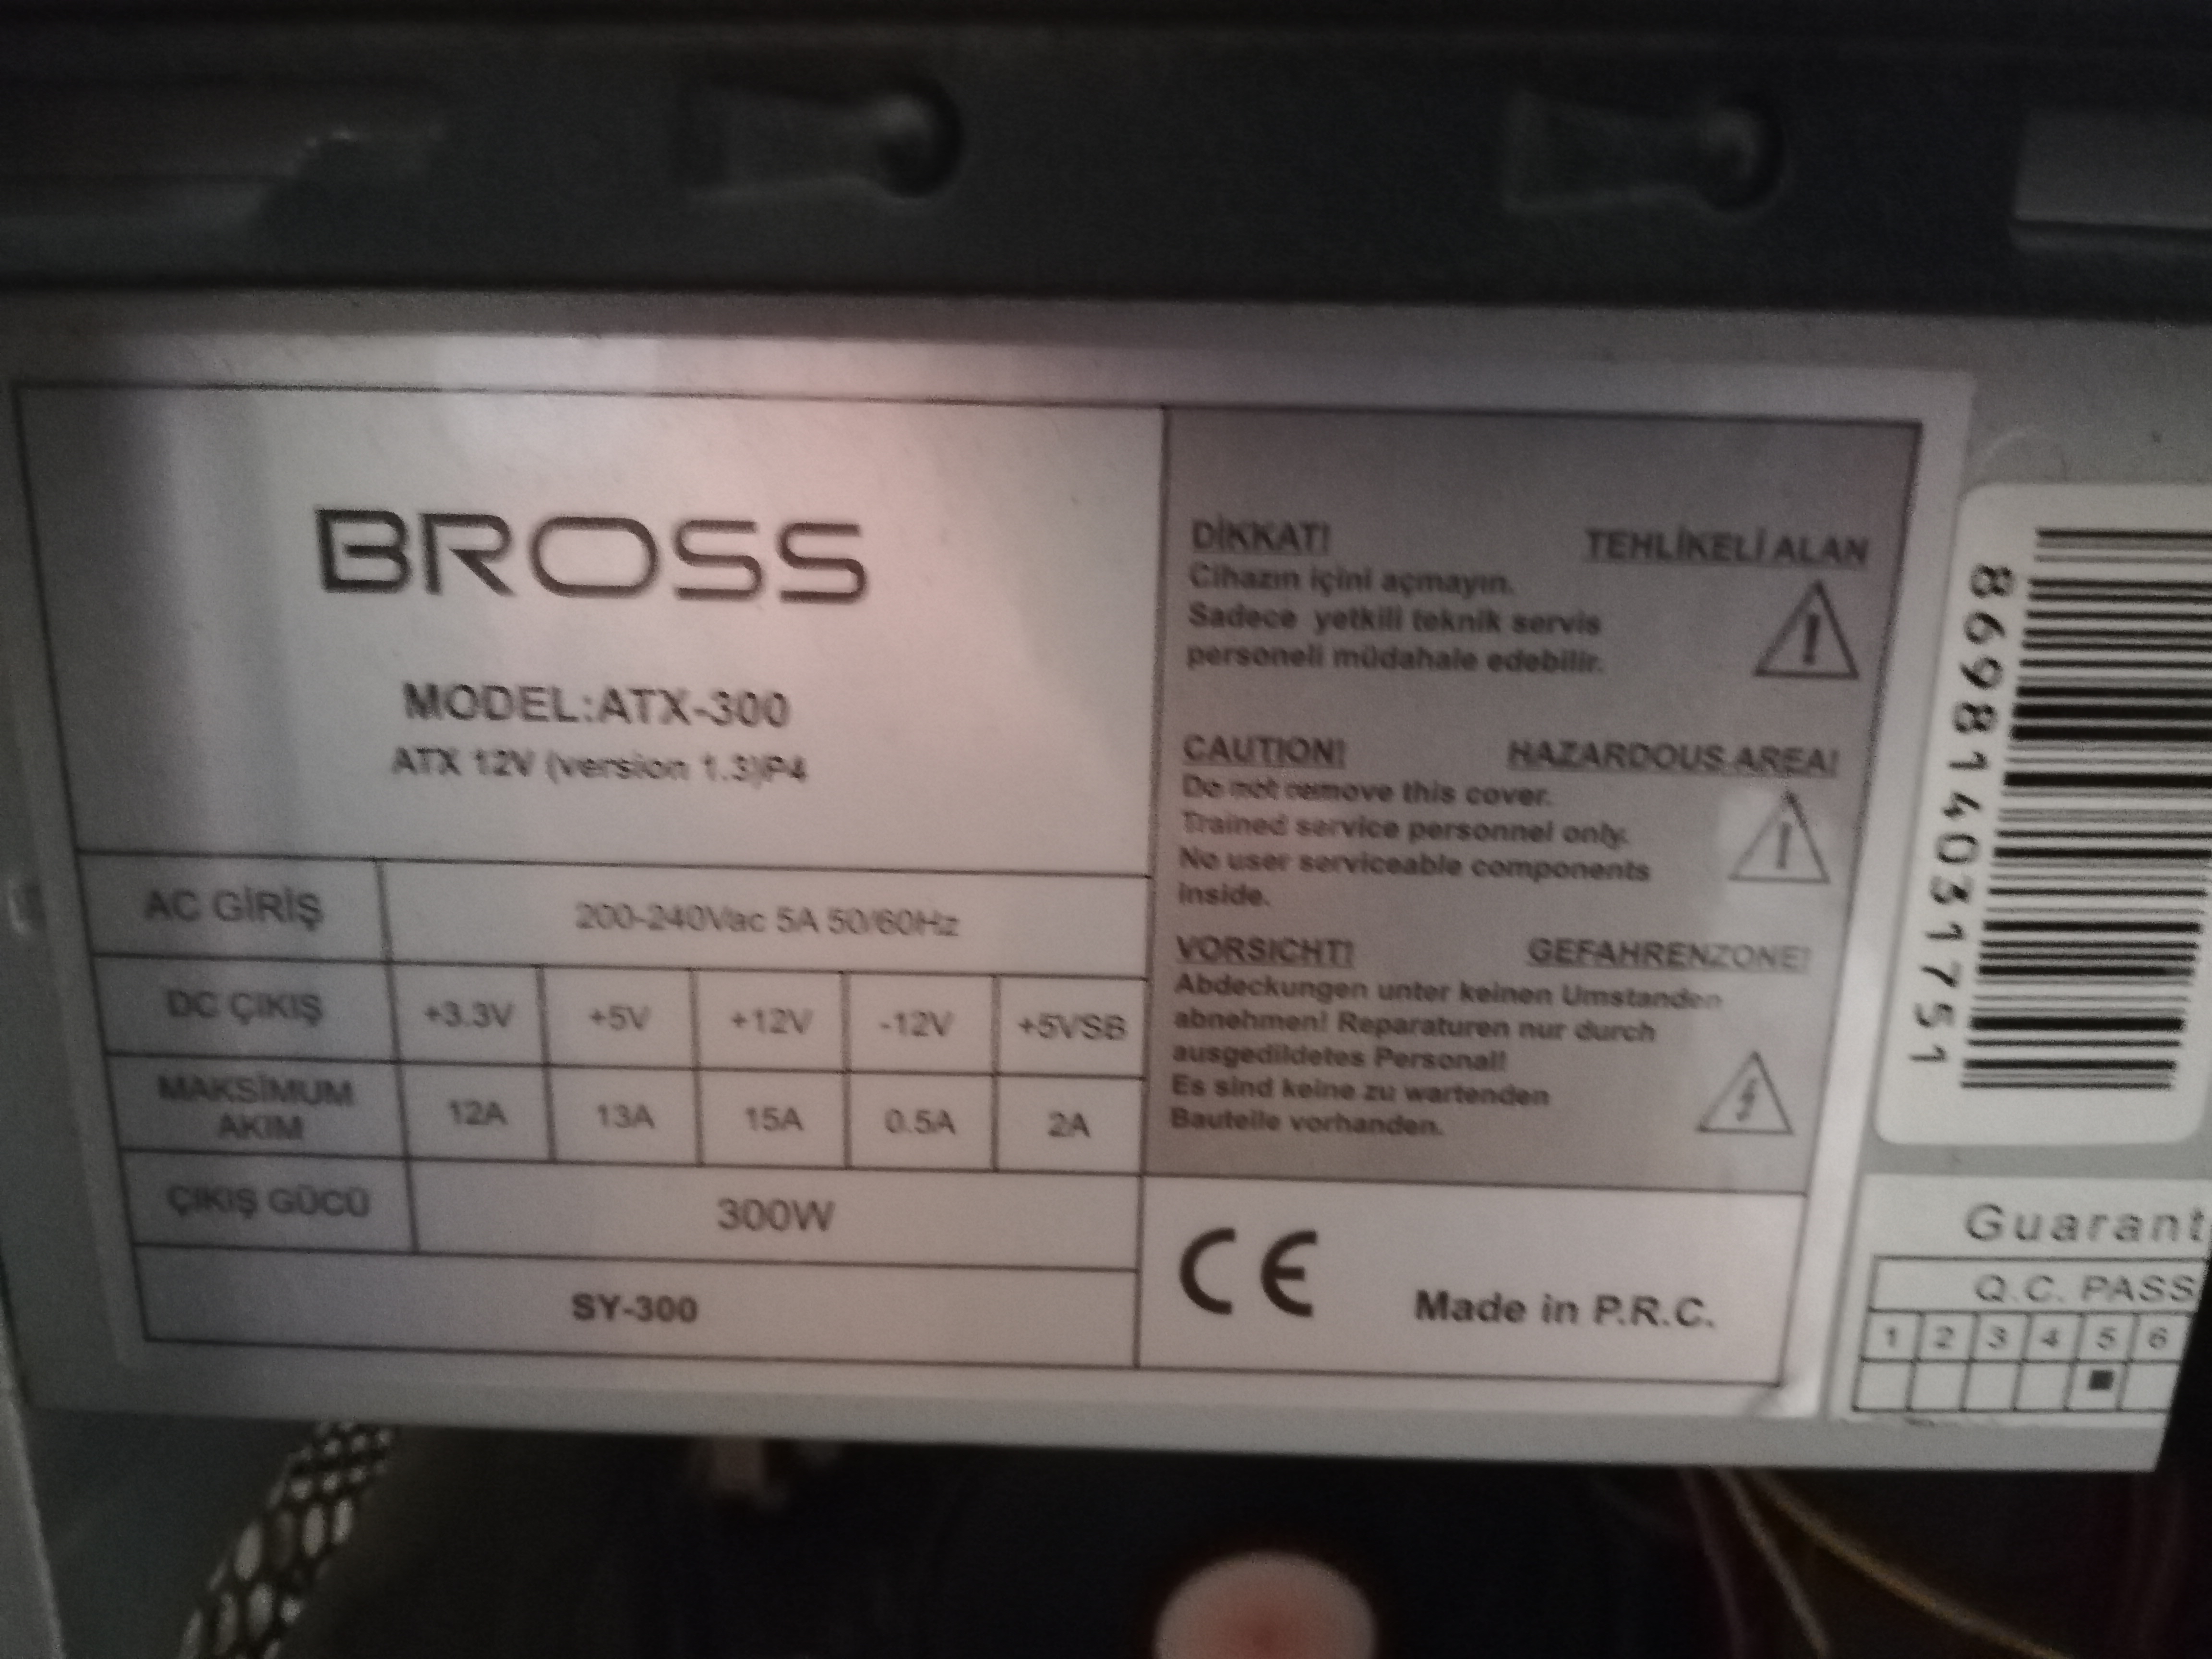 BROSS
MODEL:ATX-300
ATX 12V (version 1.3)P4
AC GİRİŞ 200-240Vac 5A 50/60Hz
DC ÇIKIŞ +3.3V +5V +12V -12V +5VSB
MAKSİMUM AKIM 12A 13A 15A 0.5A 2A
ÇIKIŞ GÜCÜ 300W
SY-300
DİKKAT! TEHLİKELİ ALAN
Cihazın içini açmayın.
Sadece yetkili teknik servis
personeli müdahale edebilir.
CAUTION! HAZARDOUS AREA!
Do not remove this cover.
Trained service personnel only.
No user serviceable components
inside.
VORSICHT! GEFAHRENZONE!
Abdeckungen unter keinen Umstanden
abnehmen! Reparaturen nur durch
ausgedildetes Personal!
Es sind keine zu wartenden
Bauteile vorhanden.
CE Made in P.R.C.
8698140317 51
Guarant
Q.C. PASS
1 2 3 4 5 6